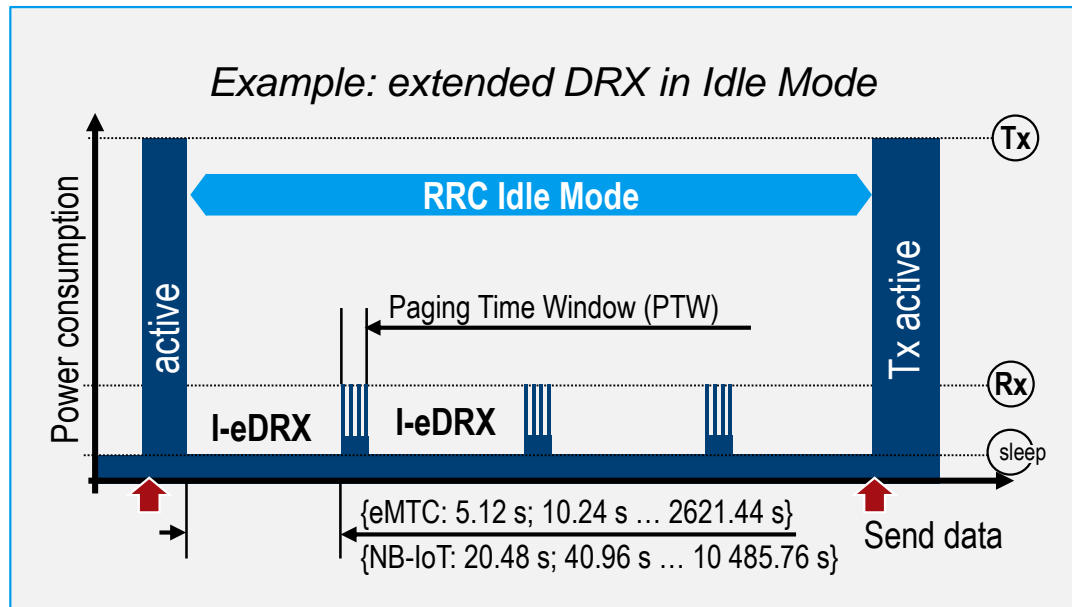 Example: extended DRX in Idle Mode
Tx
RRC Idle Mode
Power consumption
active
Paging Time Window (PTW)
Tx active
Rx
I-eDRX
I-eDRX
sleep
{eMTC: 5.12 s; 10.24 s … 2621.44 s}
Send data
{NB-IoT: 20.48 s; 40.96 s … 10 485.76 s}